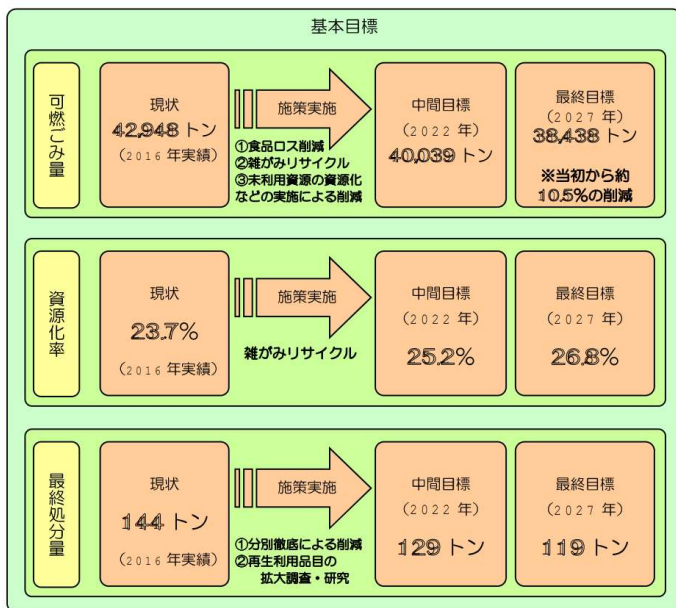 基本目標
可燃ごみ量
現状
42,948 トン
（2016 年実績）
施策実施
①食品ロス削減
②雑がみリサイクル
③未利用資源の資源化
などの実施による削減
中間目標
（2022 年）
40,039 トン
最終目標
（2027 年）
38,438 トン
※当初から約
10.5%の削減
資源化率
現状
23.7%
（2016 年実績）
施策実施
雑がみリサイクル
中間目標
（2022 年）
25.2%
最終目標
（2027 年）
26.8%
最終処分量
現状
144 トン
（2016 年実績）
施策実施
①分別徹底による削減
②再生利用品目の
拡大調査・研究
中間目標
（2022 年）
129 トン
最終目標
（2027 年）
119 トン